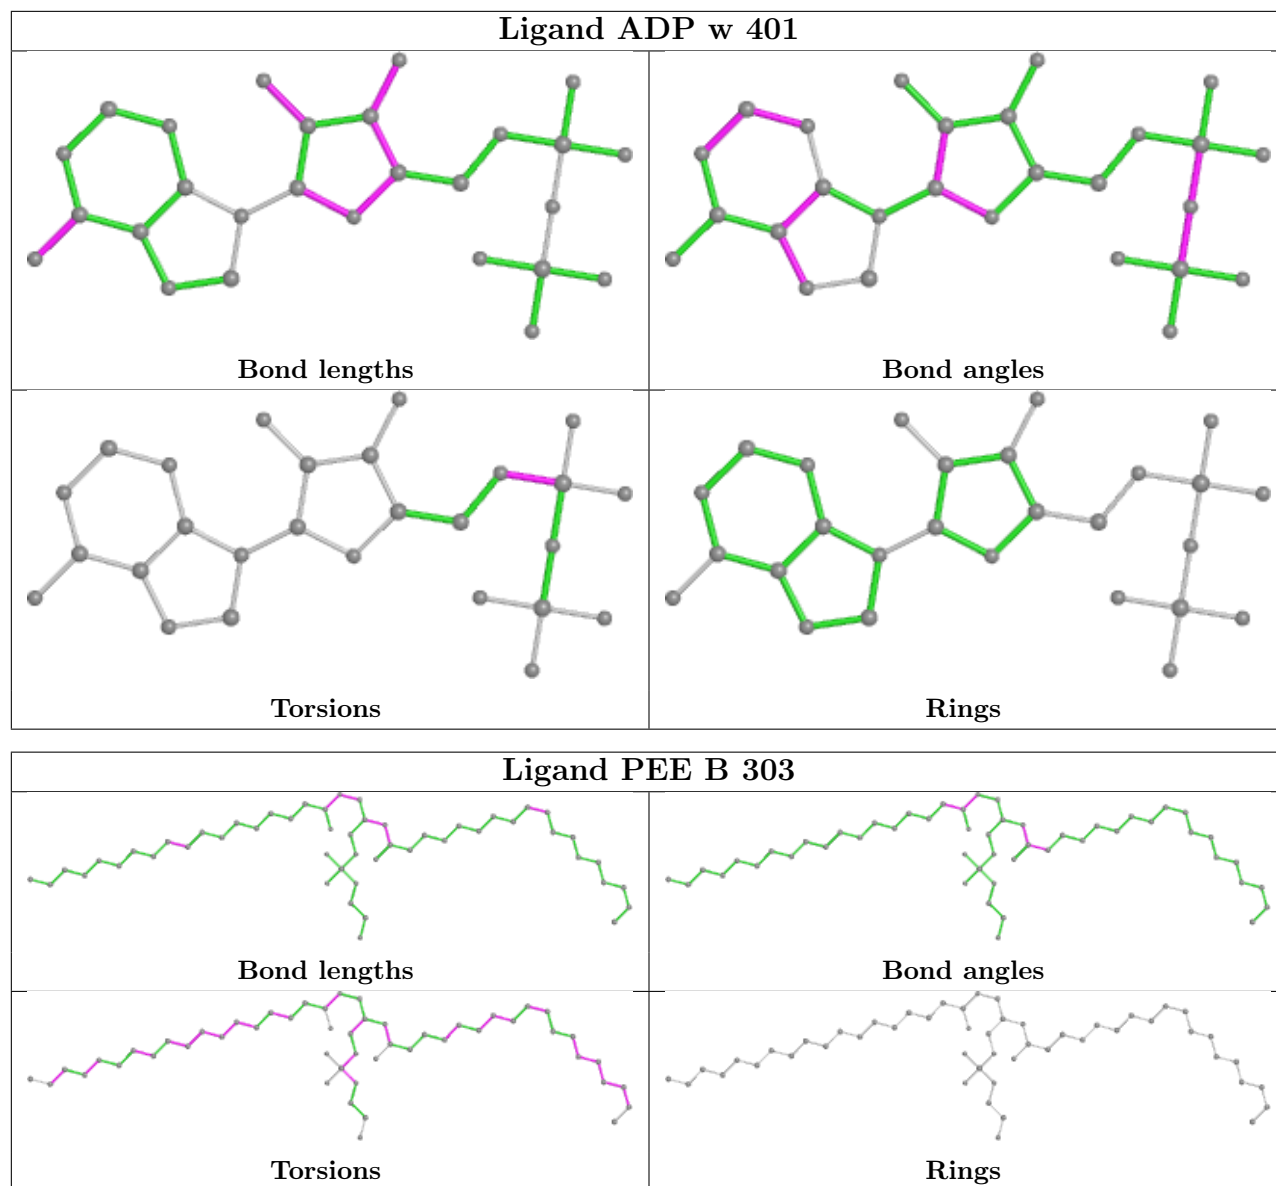 Ligand ADP w 401
Bond lengths
Bond angles
Torsions
Rings
Ligand PEE B 303
Bond lengths
Bond angles
Torsions
Rings